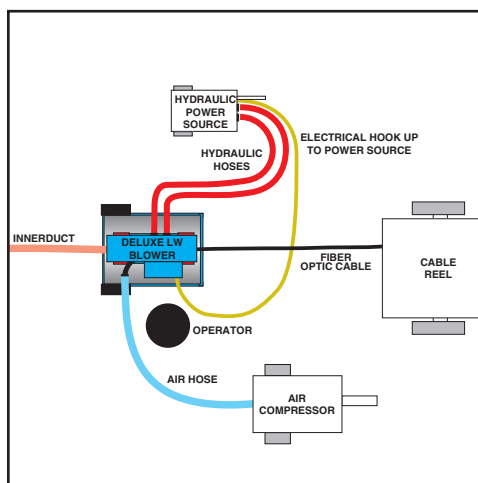 HYDRAULIC
POWER
SOURCE
ELECTRICAL HOOK UP
TO POWER SOURCE
HYDRAULIC
HOSES
INNERDUCT
DELUXE LW
BLOWER
FIBER
OPTIC CABLE
CABLE
REEL
OPERATOR
AIR HOSE
AIR
COMPRESSOR